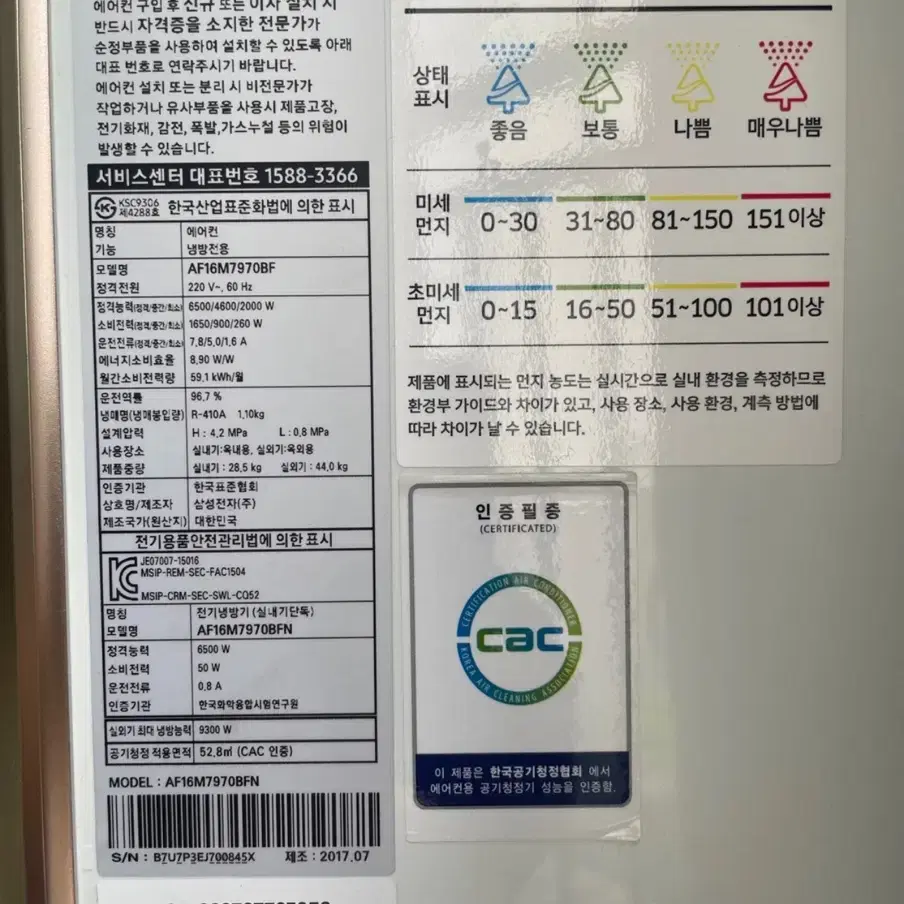 에어컨 구입 후 신규 또는 이사 설치 시
반드시 자격증을 소지한 전문가가
순정부품을 사용하여 설치할 수 있도록 아래
대표 번호로 연락주시기 바랍니다.
에어컨 설치 또는 분리 시 비전문가가
작업하거나 유사부품을 사용시 제품고장,
전기화재, 감전, 폭발,가스누설 등의 위험이
발생할 수 있습니다.
서비스센터 대표번호 1588-3366
KSC9306
제4288호
한국산업표준화법에 의한 표시
명칭 에어컨
기능 냉방전용
모델명 AF16M7970BF
정격전원 220 V~, 60 Hz
정격능력(정격/중간/최소) 6500/4600/2000 W
소비전력(정격/중간/최소) 1650/900/260 W
운전전류(정격/중간/최소) 7,8/5,0/1,6 A
에너지소비효율 8,90 W/W
월간소비전력량 59,1 kWh/월
운전역률 96,7 %
냉매명(냉매봉입량) R-410A 1,10kg
설계압력 H : 4,2 MPa L : 0,8 MPa
사용장소 실내기:옥내용, 실외기:옥외용
제품중량 실내기 : 28,5 kg 실외기 : 44,0 kg
인증기관 한국표준협회
상호명/제조자 삼성전자(주)
제조국가(원산지) 대한민국
전기용품안전관리법에 의한 표시
JE07007-15016
MSIP-REM-SEC-FAC1504
MSIP-CRM-SEC-SWL-CQ52
명칭 전기냉방기 (실내기단독)
모델명 AF16M7970BFN
정격능력 6500 W
소비전력 50 W
운전전류 0,8 A
인증기관 한국화학융합시험연구원
실외기 최대 냉방능력 9300 W
공기청정 적용면적 52,8㎡ (CAC 인증)
MODEL : AF16M7970BFN
S/N : B7U7P3EJ700845X 제조 : 2017.07
상태
표시
좋음 보통 나쁨 매우나쁨
미세
먼지
0~30 31~80 81~150 151이상
초미세
먼지
0~15 16~50 51~100 101이상
제품에 표시되는 먼지 농도는 실시간으로 실내 환경을 측정하므로
환경부 가이드와 차이가 있고, 사용 장소, 사용 환경, 계측 방법에
따라 차이가 날 수 있습니다.
인증필증
(CERTIFICATED)
CERTIFICATION AIR CONDITIONER
cac
KOREA AIR CLEANING ASSOCIATION
이 제품은 한국공기청정협회 에서
에어컨용 공기청정기 성능을 인증함.